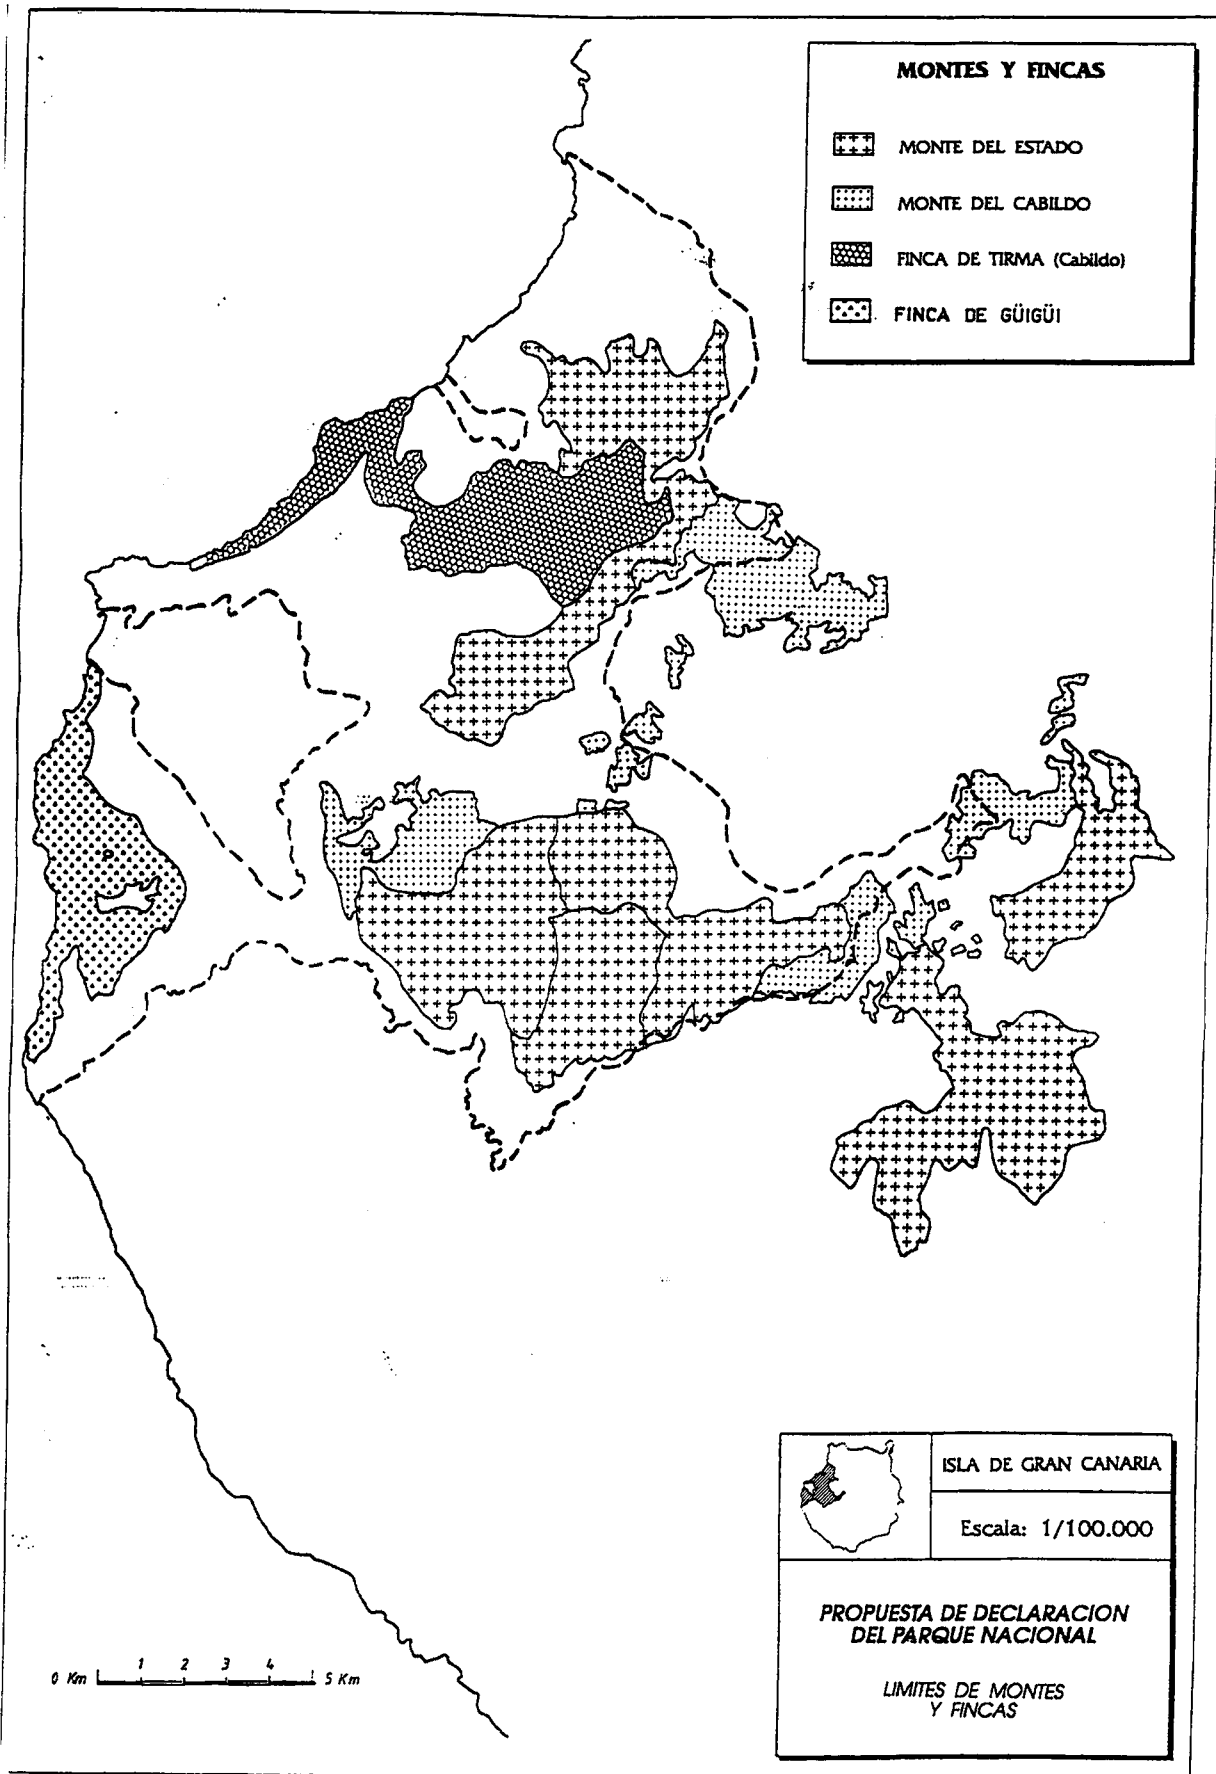 MONTES Y FINCAS
MONTE DEL ESTADO
MONTE DEL CABILDO
FINCA DE TIRMA (Cabildo)
FINCA DE GÜIGÜI
P
ISLA DE GRAN CANARIA
Escala: 1/100.000
PROPUESTA DE DECLARACION
DEL PARQUE NACIONAL
LIMITES DE MONTES
Y FINCAS
0 Km 1 2 3 4 5 Km